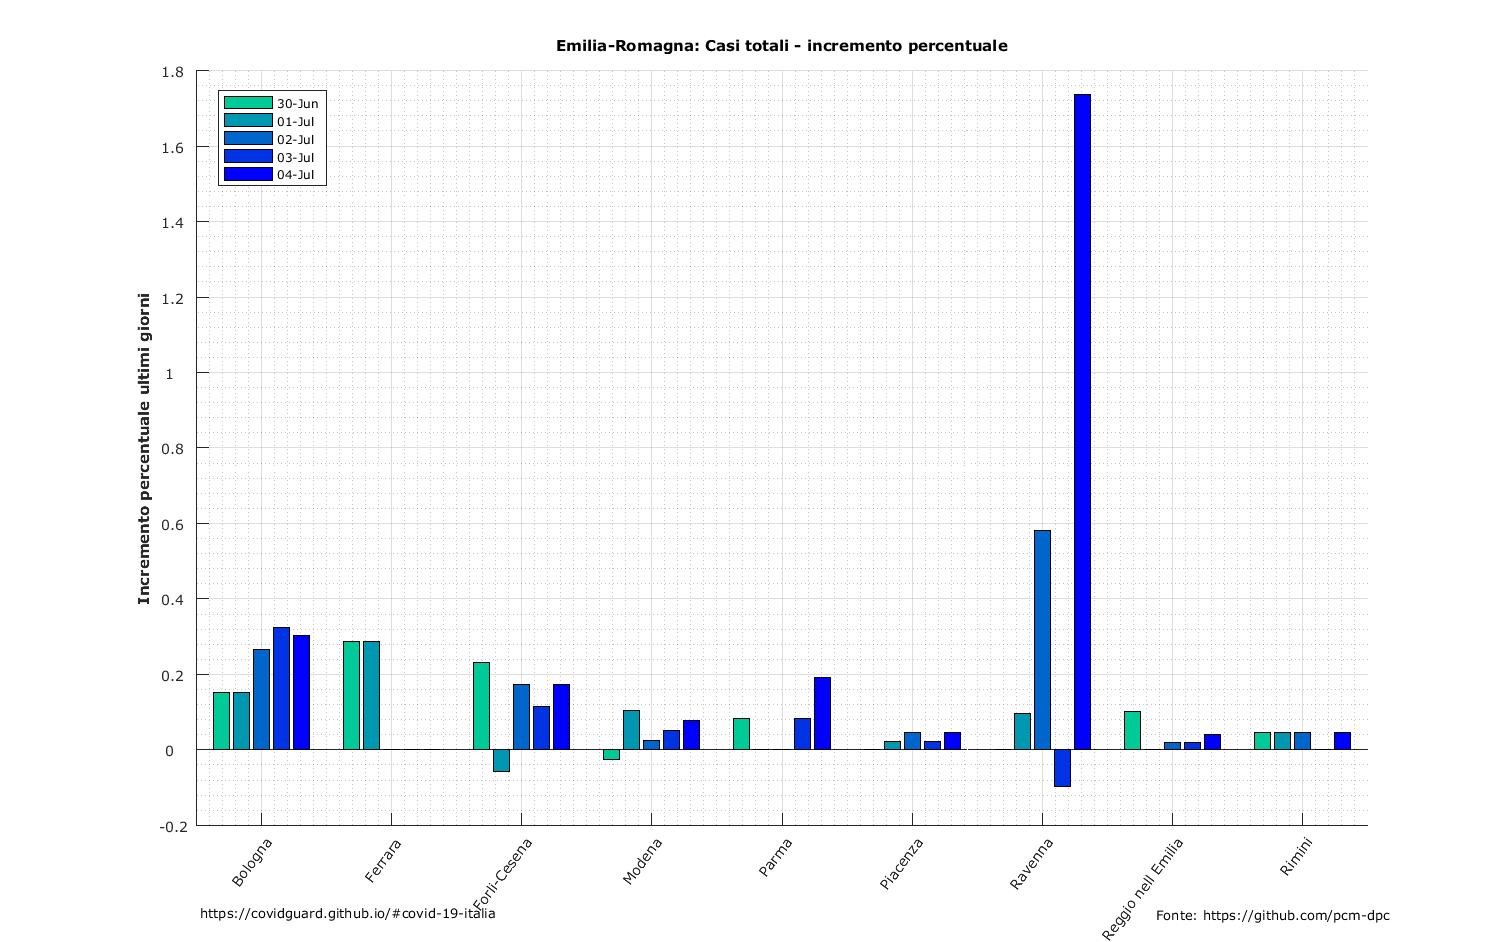 Emilia-Romagna: Casi totali - incremento percentuale
1.8
1.6
1.4
1.2
1
0.8
0.6
0.4
0.2
0
-0.2
Incremento percentuale ultimi giorni
30-Jun
01-Jul
02-Jul
03-Jul
04-Jul
Bologna
Ferrara
Forlì-Cesena
Modena
Parma
Piacenza
Ravenna
Reggio nell Emilia
Rimini
https://covidguard.github.io/#covid-19-italia
Fonte: https://github.com/pcm-dpc